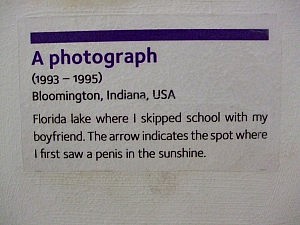 A photograph
(1993 – 1995)
Bloomington, Indiana, USA
Florida lake where I skipped school with my
boyfriend. The arrow indicates the spot where
I first saw a penis in the sunshine.